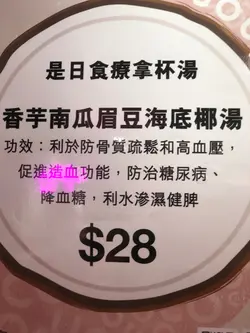 是日食療拿杯湯
香芋南瓜眉豆海底椰湯
功效：利於防骨質疏鬆和高血壓，
促進造血功能，防治糖尿病、
降血糖，利水滲濕健脾
$28